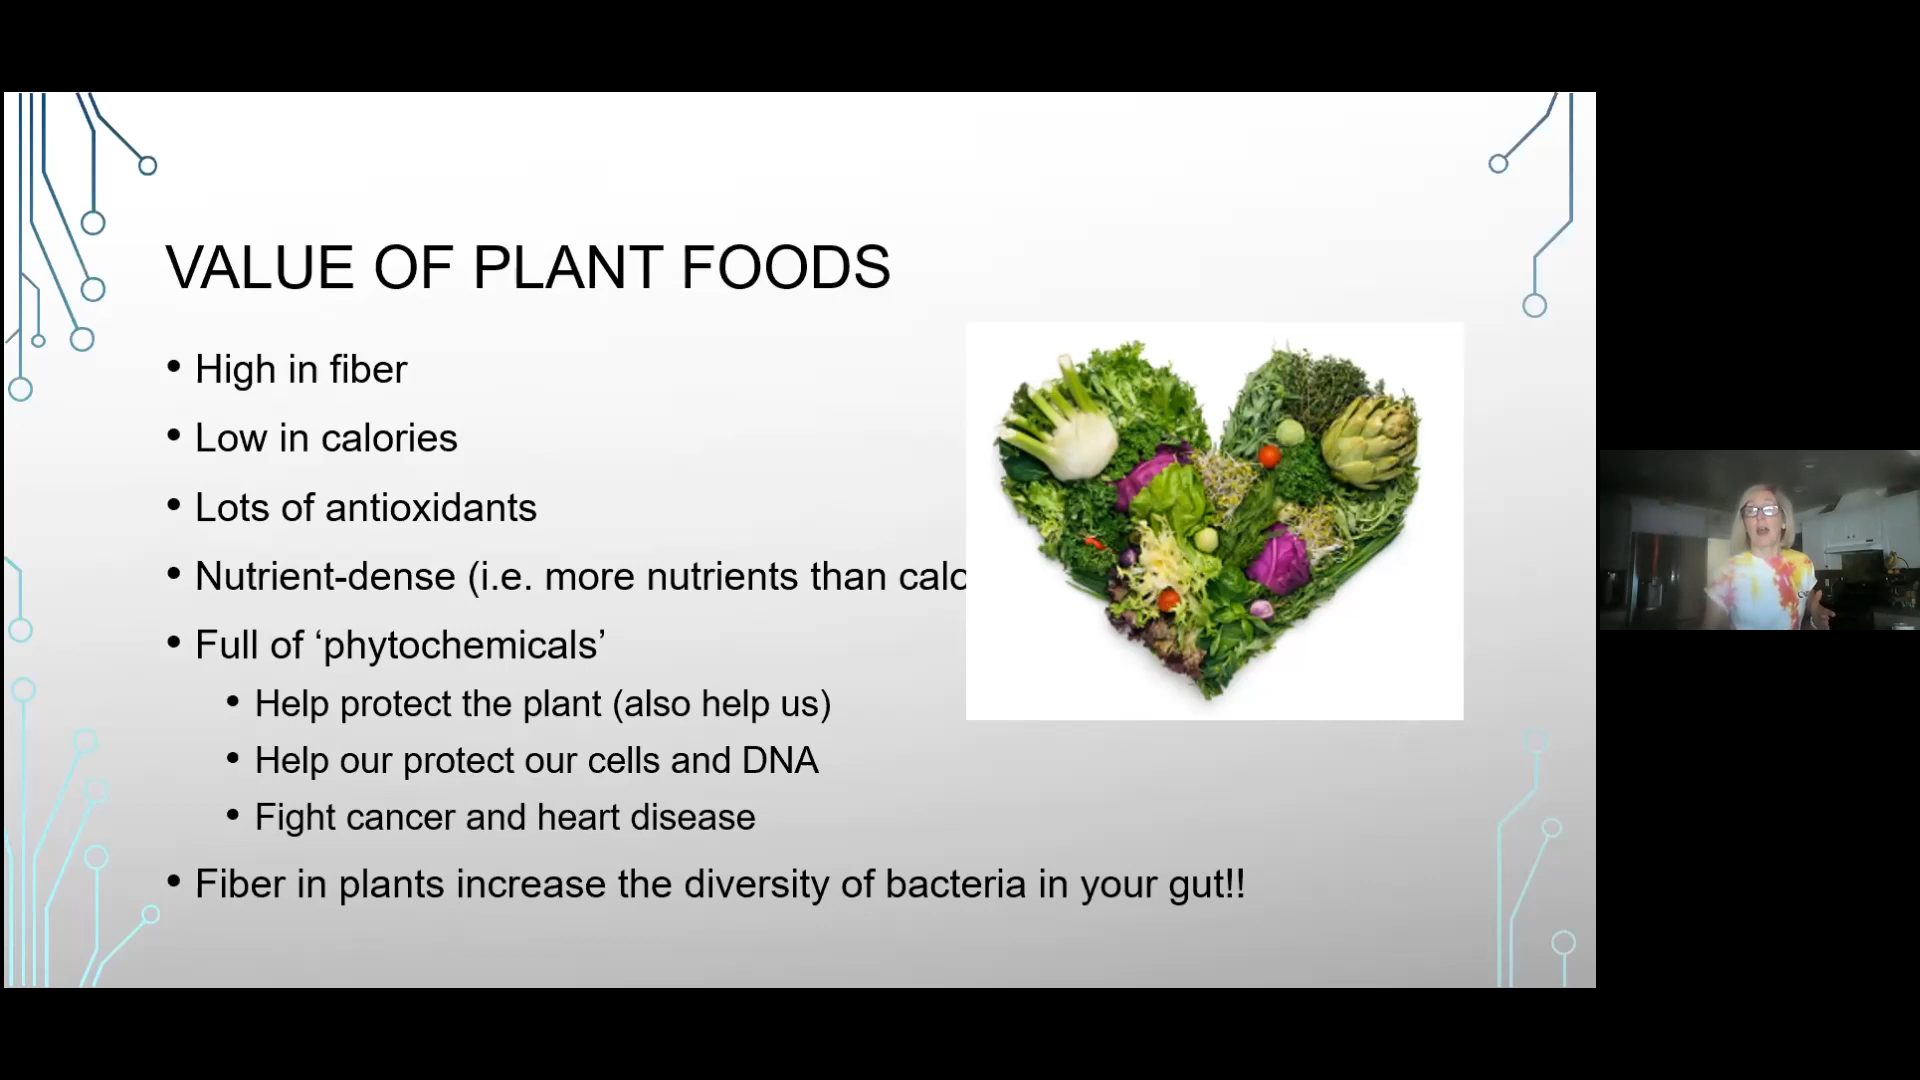 VALUE OF PLANT FOODS
• High in fiber
• Low in calories
• Lots of antioxidants
• Nutrient-dense (i.e. more nutrients than calo
• Full of ‘phytochemicals’
• Help protect the plant (also help us)
• Help our protect our cells and DNA
• Fight cancer and heart disease
• Fiber in plants increase the diversity of bacteria in your gut!!